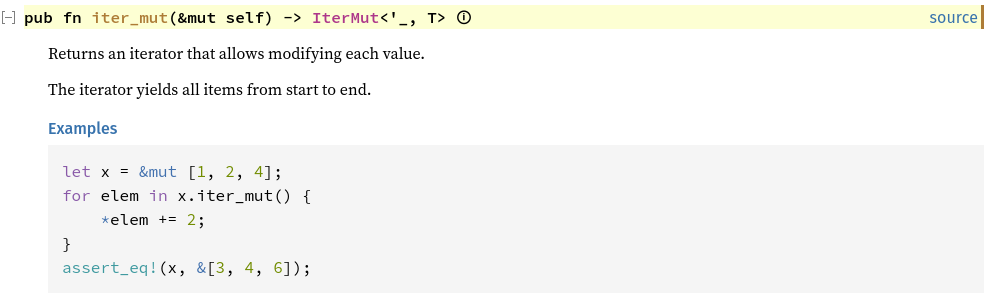 [−] pub fn iter_mut(&mut self) -> IterMut<'_, T> ⓘ source
Returns an iterator that allows modifying each value.
The iterator yields all items from start to end.
Examples
let x = &mut [1, 2, 4];
for elem in x.iter_mut() {
    *elem += 2;
}
assert_eq!(x, &[3, 4, 6]);